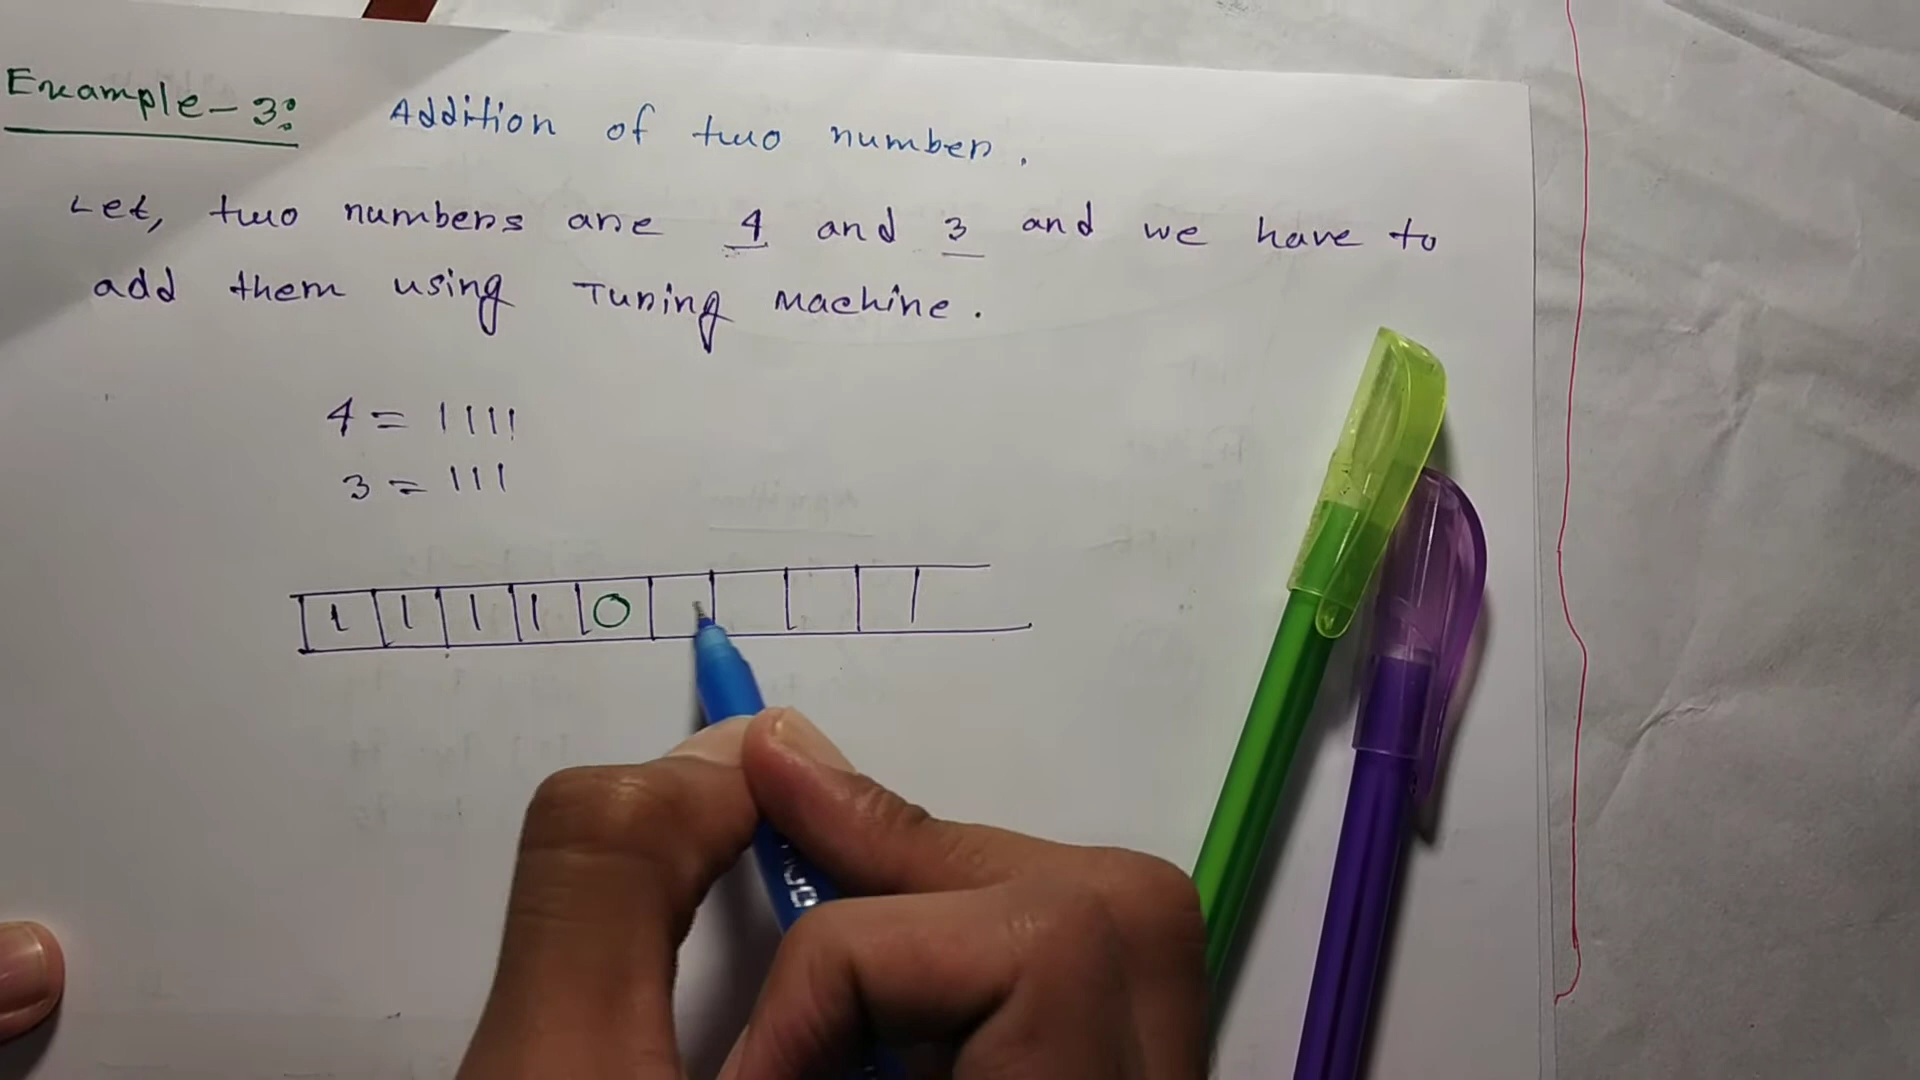 Example-3:
Addition of two number.
Let, two numbers are 4 and 3 and we have to
add them using Turing Machine.
4 = 1111
3 = 111
1 1 1 1 0